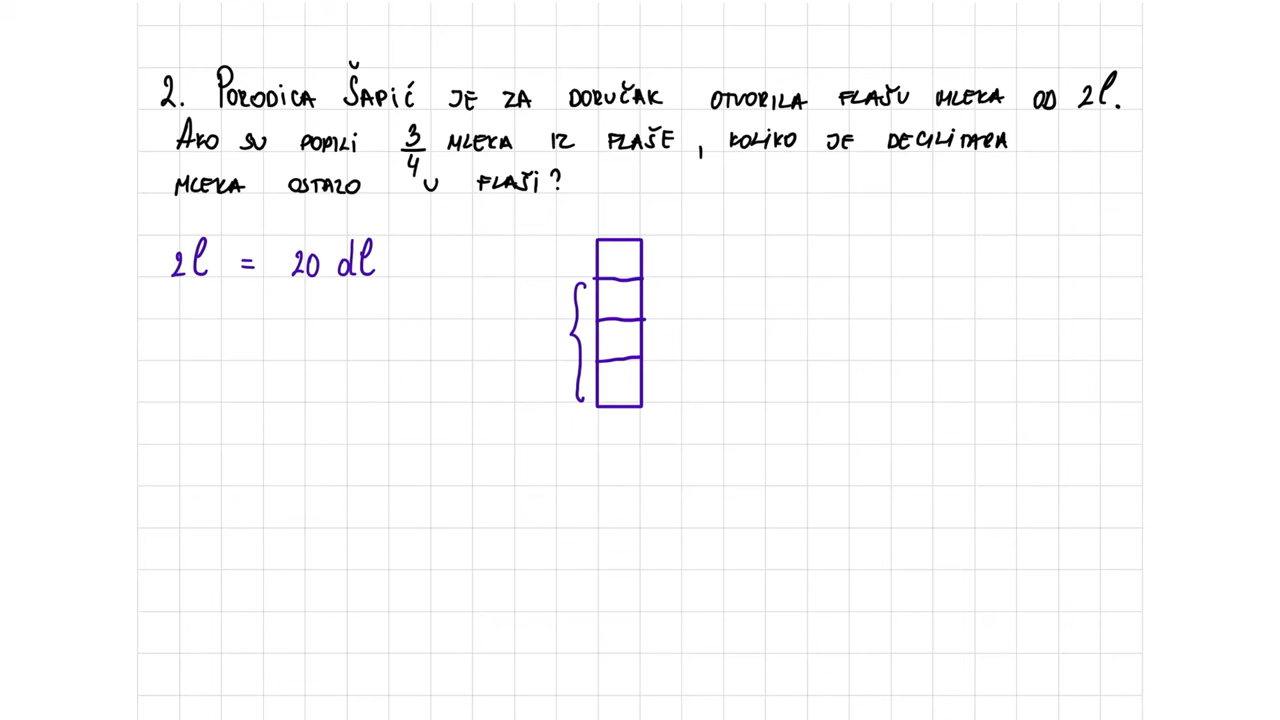 2. Porodica Šapić je za doručak otvorila flašu mleka od 2l.
Ako su popili 3/4 mleka iz flaše, koliko je decilitara
mleka ostalo u flaši?
2l = 20 dl